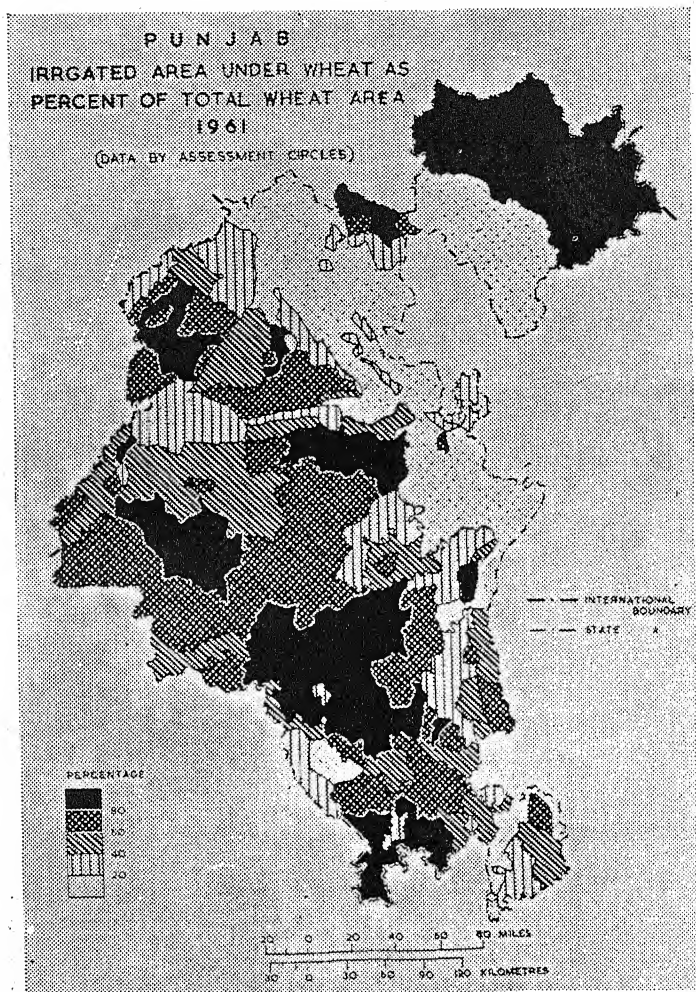 PUNJAB
IRRGATED AREA UNDER WHEAT AS
PERCENT OF TOTAL WHEAT AREA
1961
(DATA BY ASSESSMENT CIRCLES)
INTERNATIONAL
BOUNDARY
STATE "
PERCENTAGE
80
60
40
20
20 0 20 40 60 80 MILES
30 0 30 60 90 120 KILOMETRES